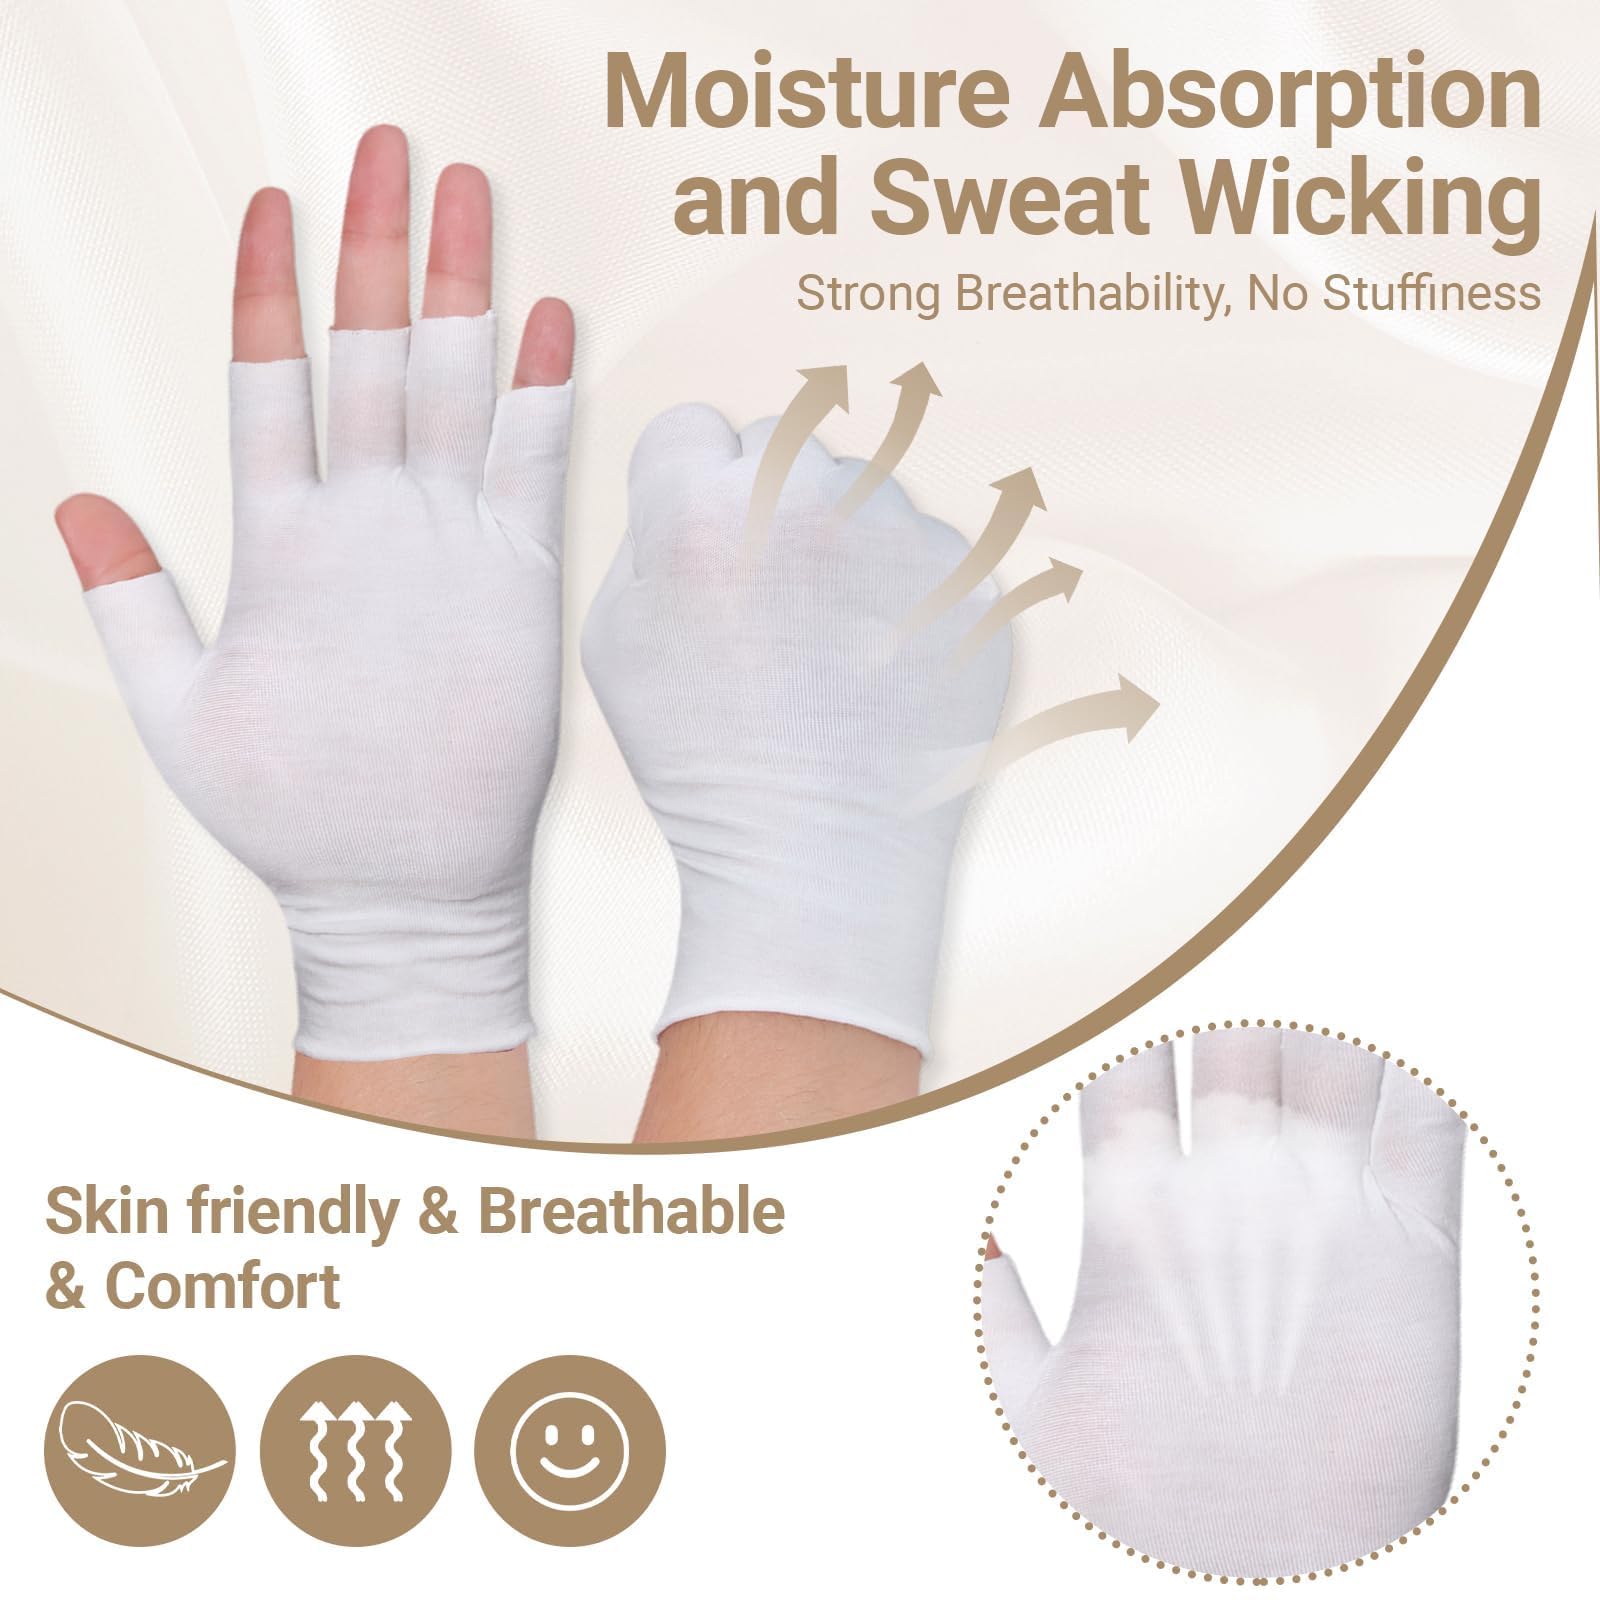 Moisture Absorption
and Sweat Wicking
Strong Breathability, No Stuffiness
Skin friendly & Breathable
& Comfort